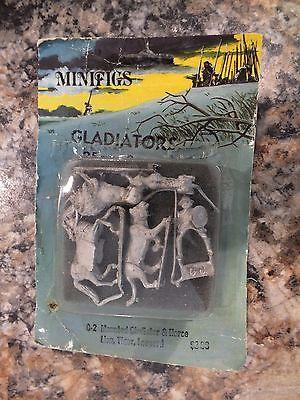 MINIFIGS
GLADIATORS
G-2 Mounted Gladiator & Horse
Lion, Tiger, Leopard